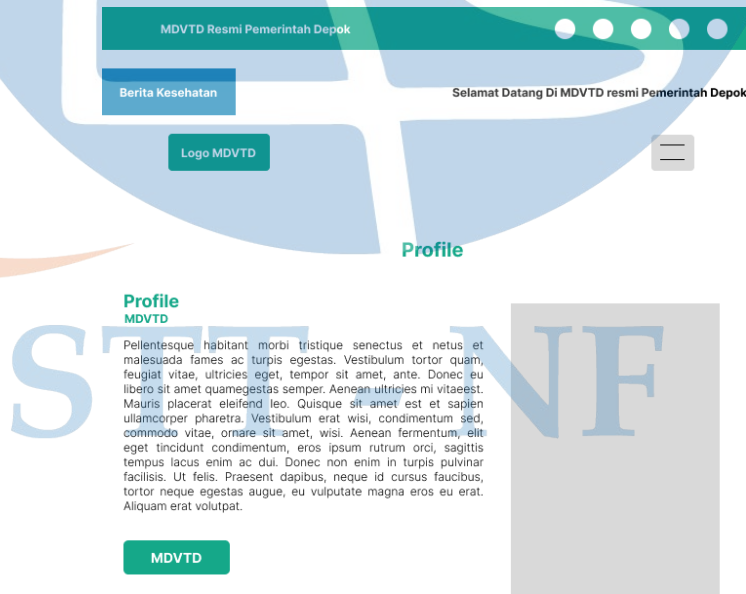 MDVTD Resmi Pemerintah Depok
Berita Kesehatan
Selamat Datang Di MDVTD resmi Pemerintah Depok
Logo MDVTD
Profile
Profile
MDVTD
Pellentesque habitant morbi tristique senectus et netus et
malesuada fames ac turpis egestas. Vestibulum tortor quam,
feugiat vitae, ultricies eget, tempor sit amet, ante. Donec eu
libero sit amet quamegestas semper. Aenean ultricies mi vitaeest.
Mauris placerat eleifend leo. Quisque sit amet est et sapien
ullamcorper pharetra. Vestibulum erat wisi, condimentum sed,
commodo vitae, ornare sit amet, wisi. Aenean fermentum, elit
eget tincidunt condimentum, eros ipsum rutrum orci, sagittis
tempus lacus enim ac dui. Donec non enim in turpis pulvinar
facilisis. Ut felis. Praesent dapibus, neque id cursus faucibus,
tortor neque egestas augue, eu vulputate magna eros eu erat.
Aliquam erat volutpat.
MDVTD
STT - NF